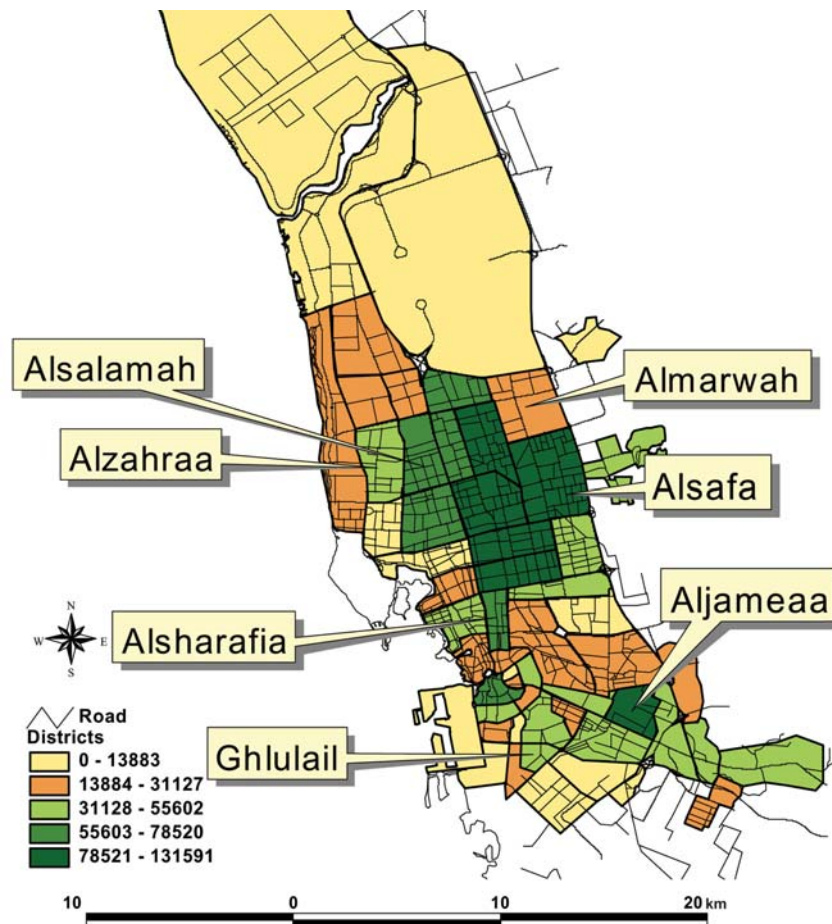 Alsalamah
Almarwah
Alzahraa
Alsafa
Aljameaa
N
W E
S
Alsharafia
Ghlulail
Road
Districts
0 - 13883
13884 - 31127
31128 - 55602
55603 - 78520
78521 - 131591
10 0 10 20 km